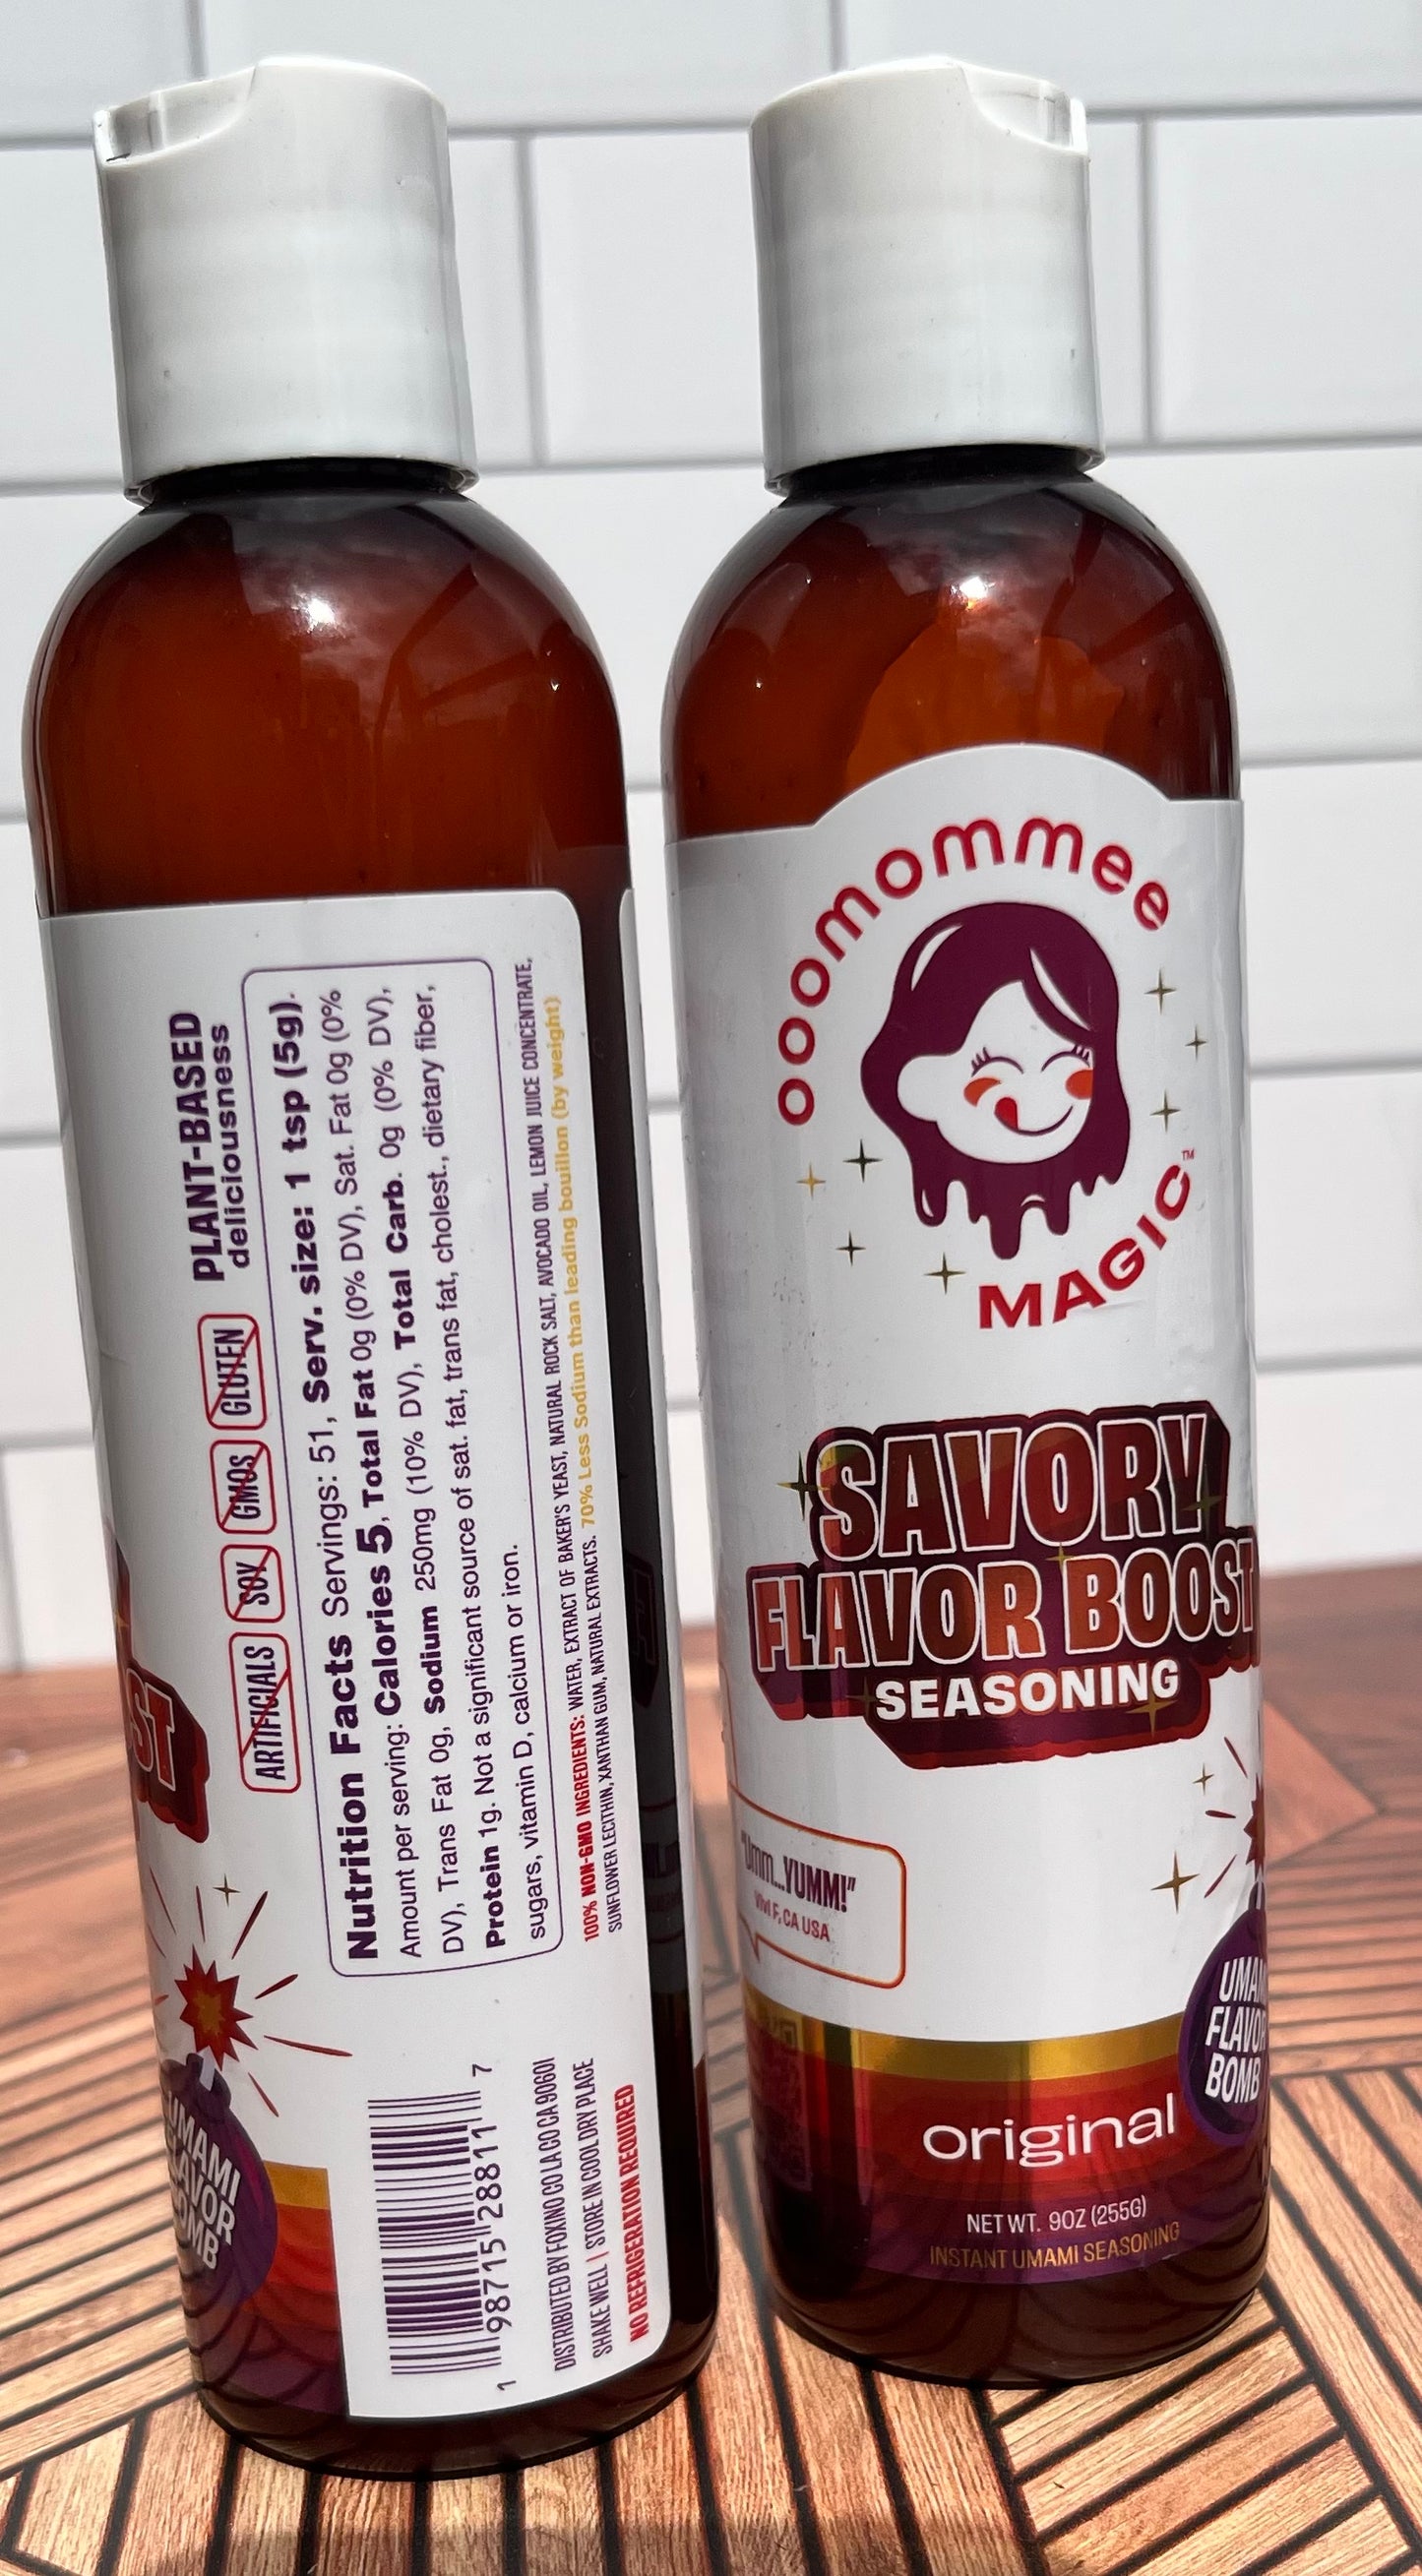 PLANT-BASED
deliciousness
ARTIFICIALS SOY GMOS GLUTEN
Nutrition Facts Servings: 51, Serv. size: 1 tsp (5g).
Amount per serving: Calories 5, Total Fat 0g (0% DV), Sat. Fat 0g (0%
DV), Trans Fat 0g, Sodium 250mg (10% DV), Total Carb. 0g (0% DV),
Protein 1g. Not a significant source of sat. fat, trans fat, cholest., dietary fiber,
sugars, vitamin D, calcium or iron.
100% NON-GMO INGREDIENTS: WATER, EXTRACT OF BAKER'S YEAST, NATURAL ROCK SALT, AVOCADO OIL, LEMON JUICE CONCENTRATE,
SUNFLOWER LECITHIN, XANTHAN GUM, NATURAL EXTRACTS. 70% Less Sodium than leading bouillon (by weight)
1 98715 28811 7
DISTRIBUTED BY FOXINO CO LA CO CA 90601
SHAKE WELL | STORE IN COOL DRY PLACE
NO REFRIGERATION REQUIRED
ST
UMAMI
FLAVOR
BOMB
ooomommee
MAGIC™
SAVORY
FLAVOR BOOST
SEASONING
"Umm...YUMM!"
Vivi F, CA USA
UMAMI
FLAVOR
BOMB
original
NET WT. 9OZ (255G)
INSTANT UMAMI SEASONING